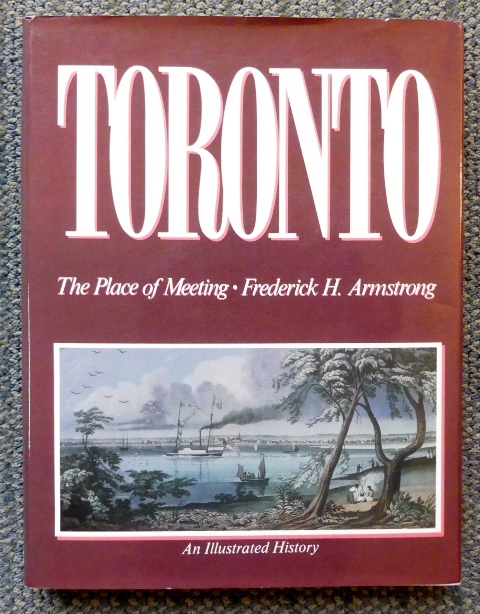 TORONTO
The Place of Meeting • Frederick H. Armstrong
An Illustrated History